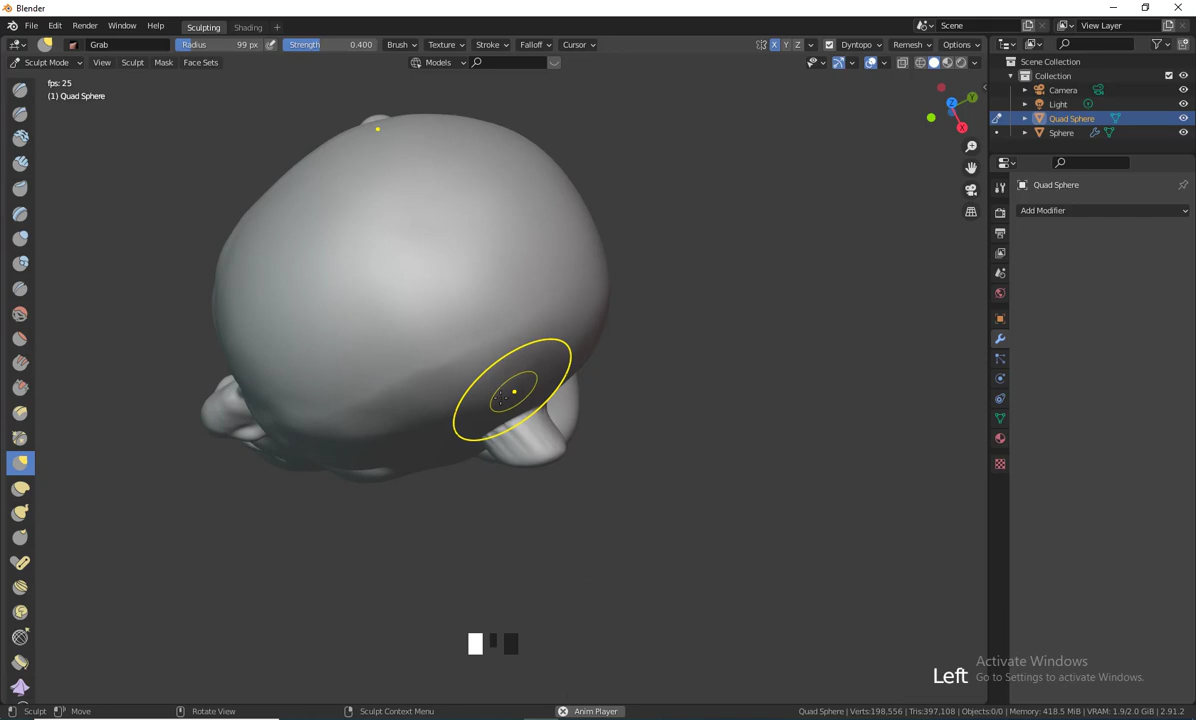 Blender
File Edit Render Window Help Sculpting Shading + Scene View Layer
Grab Radius 99 px Strength 0.400 Brush Texture Stroke Falloff Cursor X Y Z Dyntopo Remesh Options
Sculpt Mode View Sculpt Mask Face Sets Models
fps: 25
(1) Quad Sphere
Z Y X
Scene Collection
Collection
Camera
Light
Quad Sphere
Sphere
Quad Sphere
Add Modifier
Left
Activate Windows
Go to Settings to activate Windows.
Sculpt Move Rotate View Sculpt Context Menu Anim Player Quad Sphere | Verts:198,556 | Tris:397,108 | Objects:0/0 | Memory: 418.5 MiB | VRAM: 1.9/2.0 GiB | 2.91.2